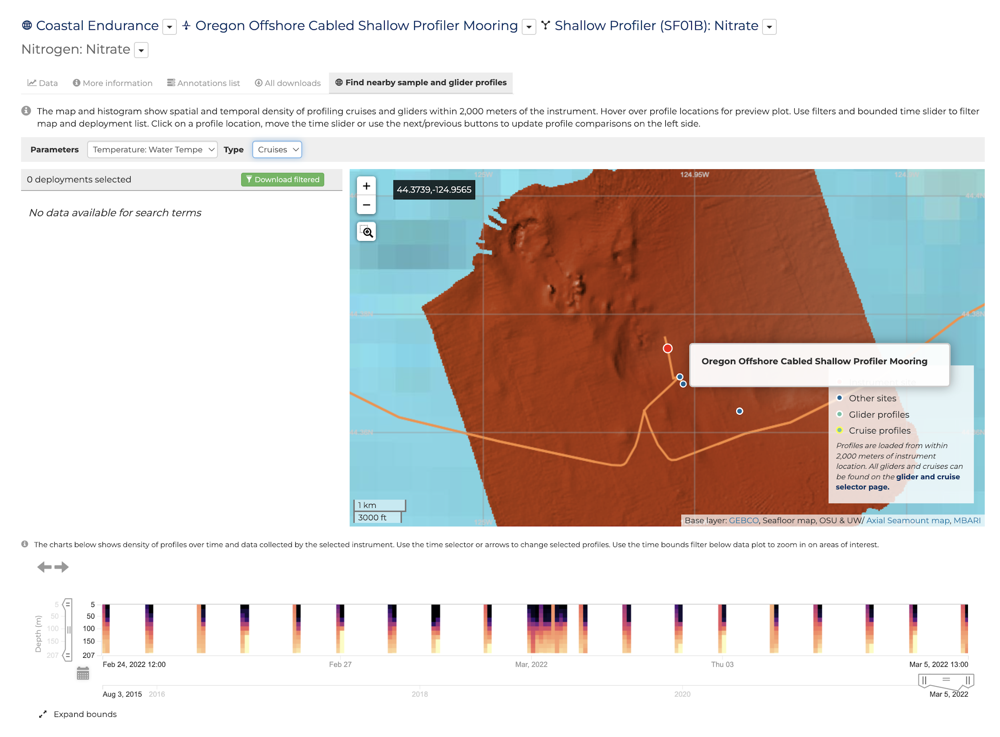 Coastal Endurance Oregon Offshore Cabled Shallow Profiler Mooring Shallow Profiler (SF01B): Nitrate
Nitrogen: Nitrate
Data More information Annotations list All downloads Find nearby sample and glider profiles
The map and histogram show spatial and temporal density of profiling cruises and gliders within 2,000 meters of the instrument. Hover over profile locations for preview plot. Use filters and bounded time slider to filter
map and deployment list. Click on a profile location, move the time slider or use the next/previous buttons to update profile comparisons on the left side.
Parameters Temperature: Water Tempe Type Cruises
0 deployments selected Download filtered
No data available for search terms
125W 124.95W
+
44.3739,-124.9565
−
44.4N
44.38N 44.38N
Oregon Offshore Cabled Shallow Profiler Mooring
Instrument site
Other sites
Glider profiles
Cruise profiles
44.36N
Profiles are loaded from within
2,000 meters of instrument
location. All gliders and cruises can
be found on the glider and cruise
selector page.
1 km
3000 ft
125W
Base layer: GEBCO, Seafloor map, OSU & UW/ Axial Seamount map, MBARI
The charts below shows density of profiles over time and data collected by the selected instrument. Use the time selector or arrows to change selected profiles. Use the time bounds filter below data plot to zoom in on areas of interest.
Depth (m)
5 5
50 50
100 100
150 150
207 207
Feb 24, 2022 12:00 Feb 27 Mar, 2022 Thu 03 Mar 5, 2022 13:00
Aug 3, 2015 2016 2018 2020 Mar 5, 2022
Expand bounds